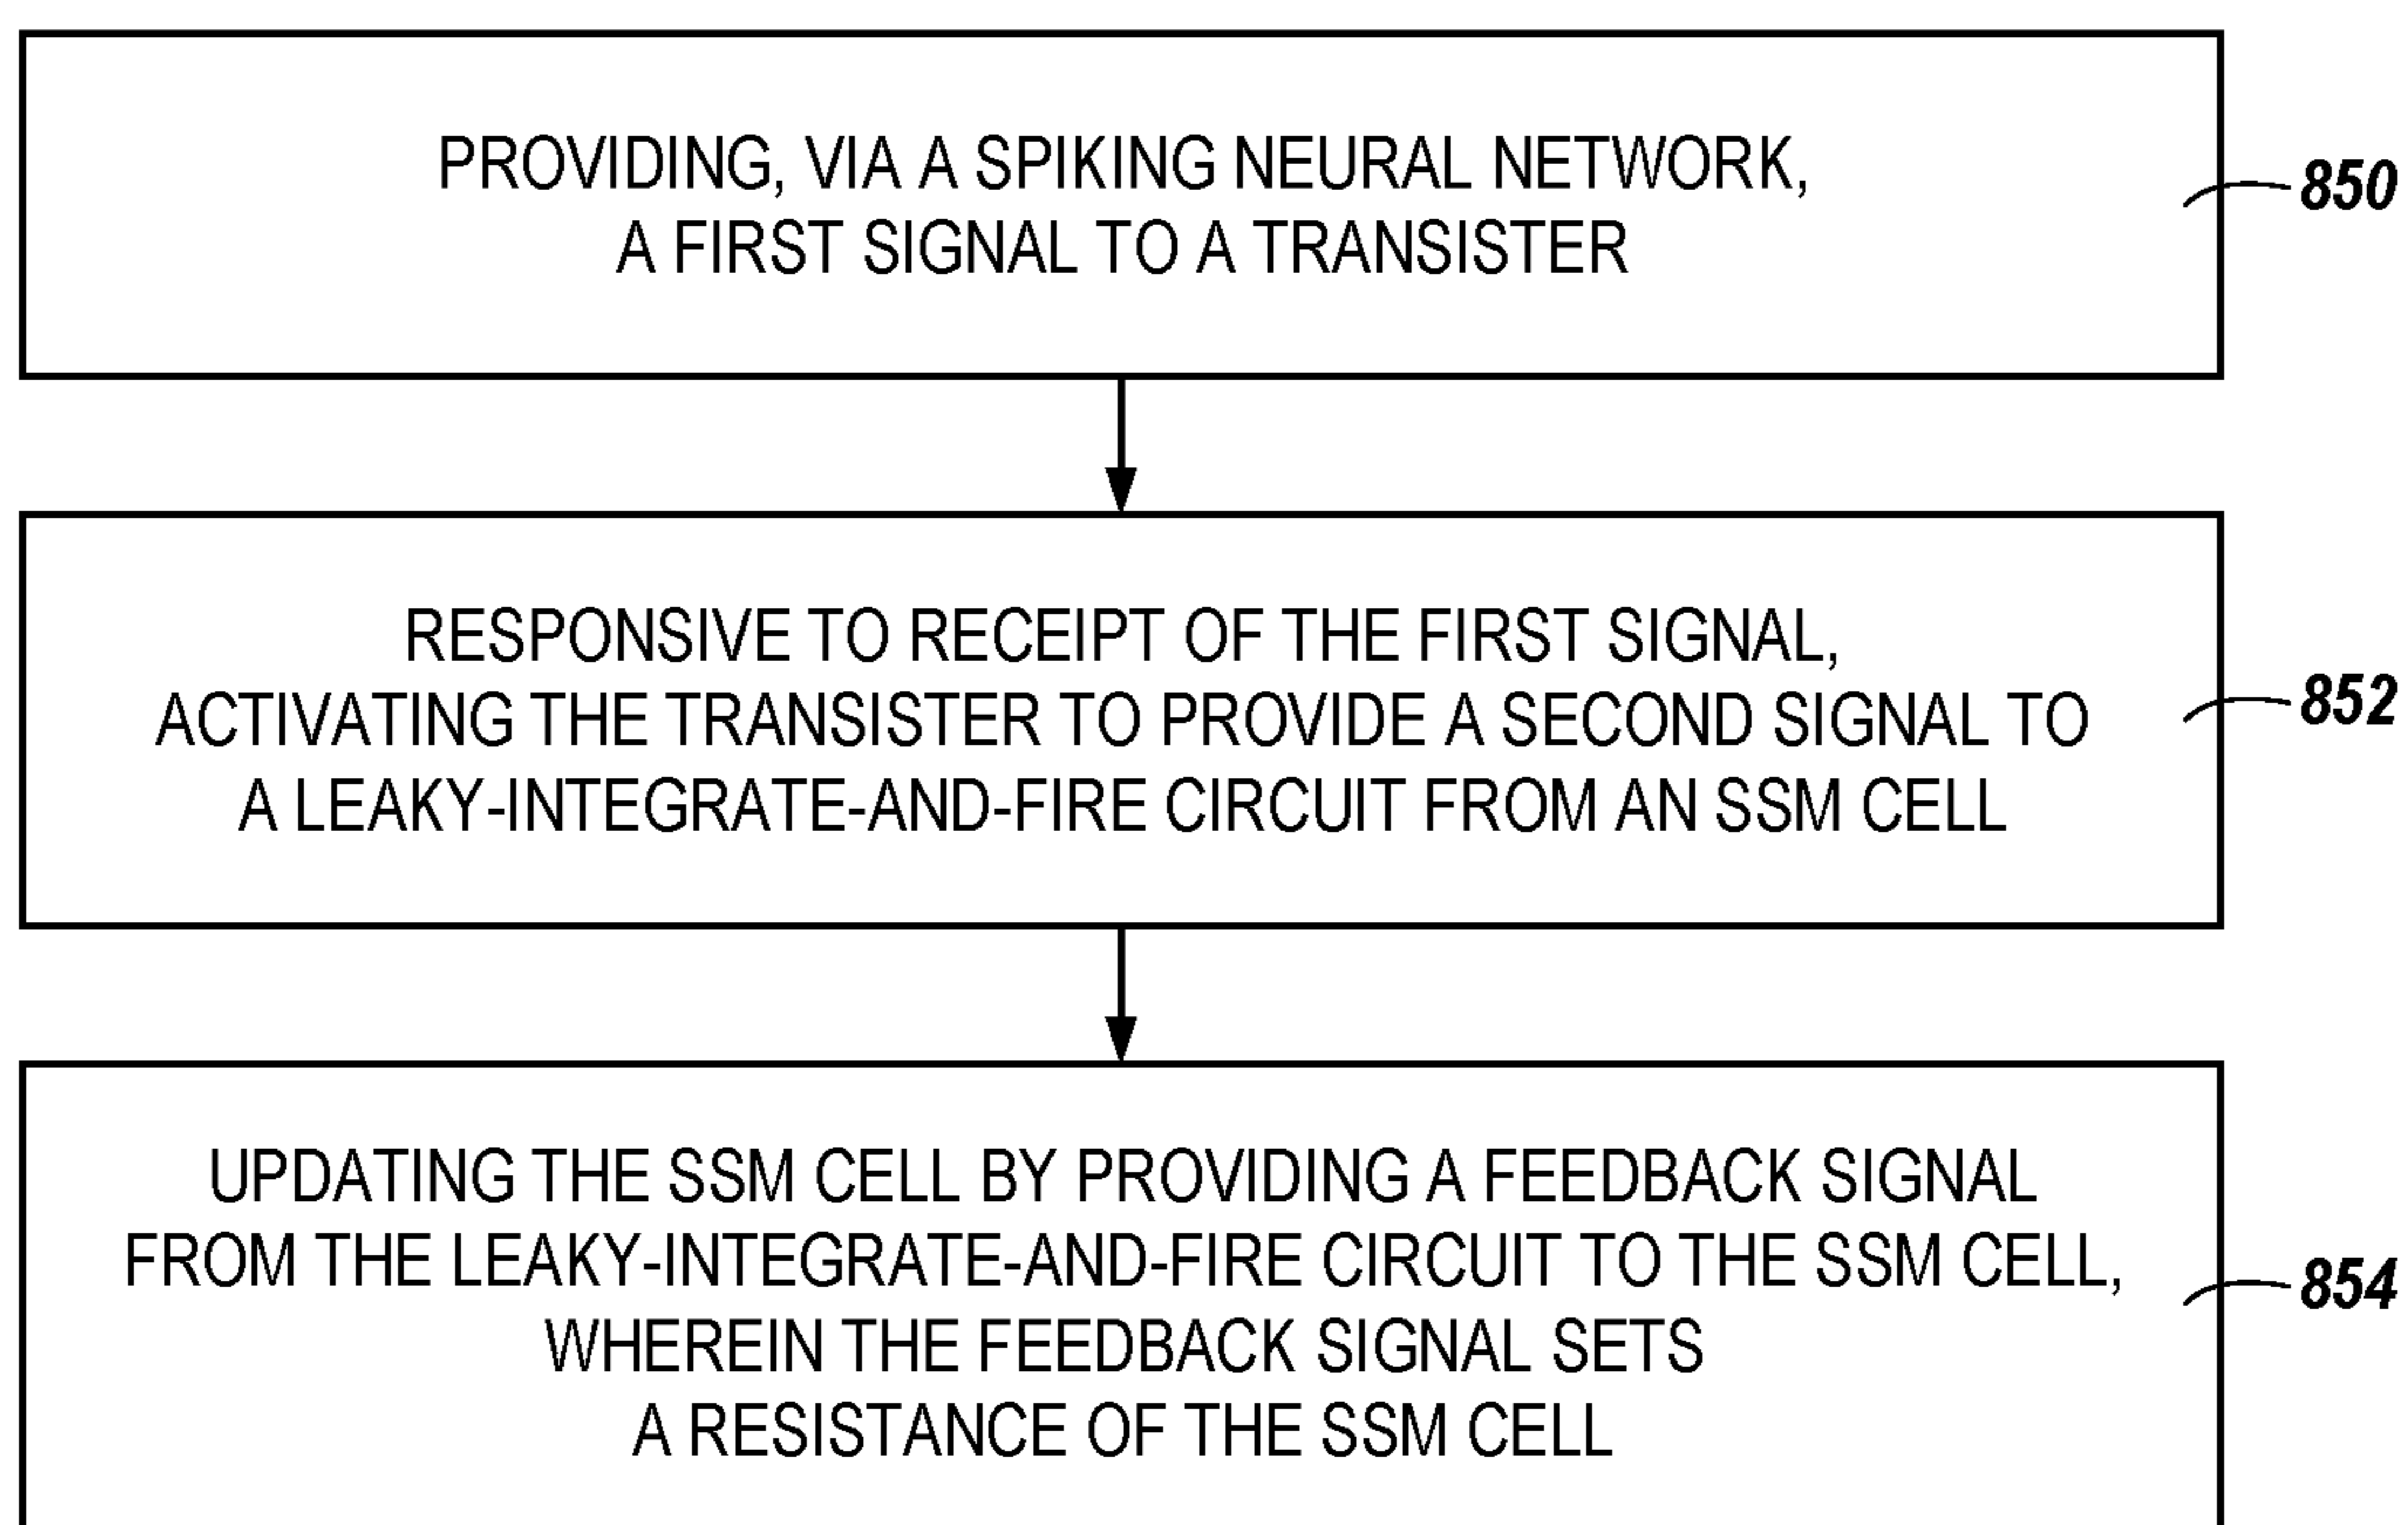 PROVIDING, VIA A SPIKING NEURAL NETWORK,
A FIRST SIGNAL TO A TRANSISTER
850
RESPONSIVE TO RECEIPT OF THE FIRST SIGNAL,
ACTIVATING THE TRANSISTER TO PROVIDE A SECOND SIGNAL TO
A LEAKY-INTEGRATE-AND-FIRE CIRCUIT FROM AN SSM CELL
852
UPDATING THE SSM CELL BY PROVIDING A FEEDBACK SIGNAL
FROM THE LEAKY-INTEGRATE-AND-FIRE CIRCUIT TO THE SSM CELL,
WHEREIN THE FEEDBACK SIGNAL SETS
A RESISTANCE OF THE SSM CELL
854